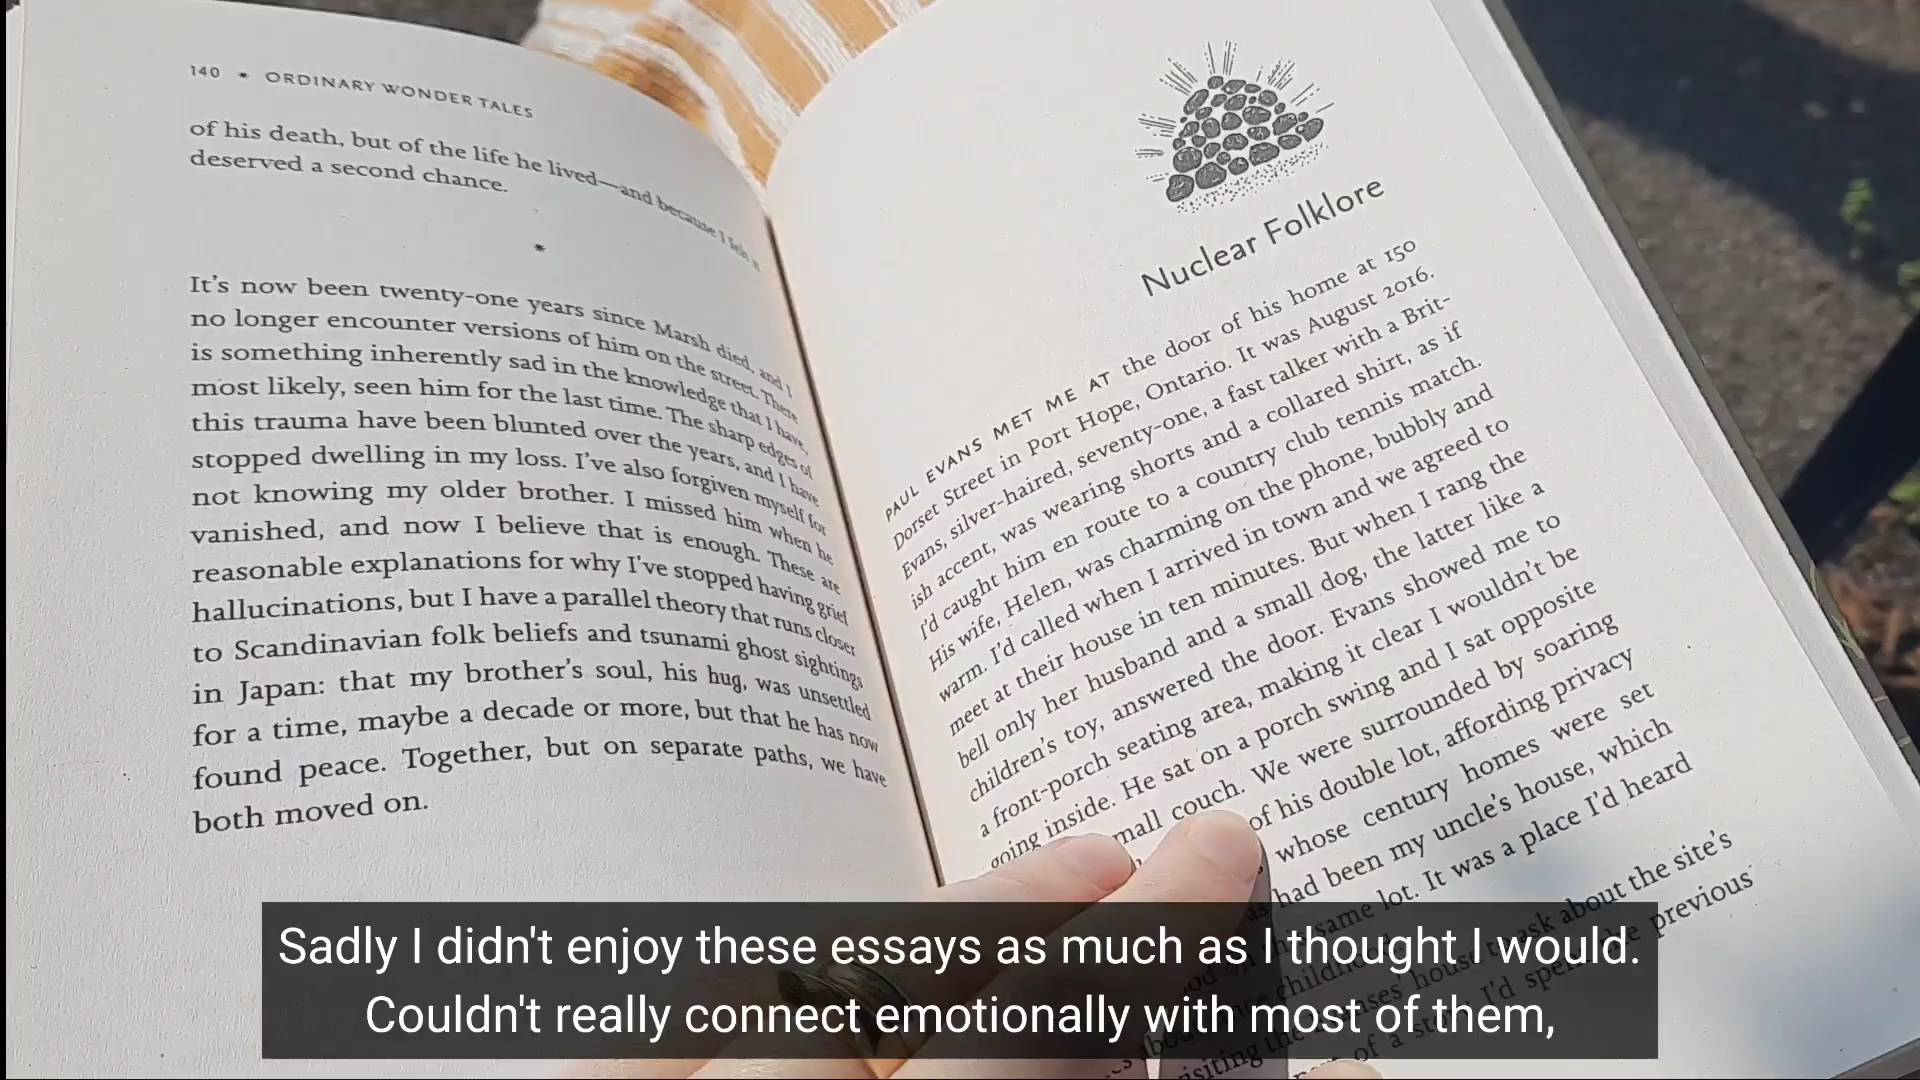 140 * ORDINARY WONDER TALES
of his death, but of the life he lived—and because I felt it
deserved a second chance.
*
It's now been twenty-one years since Marsh died, and I
no longer encounter versions of him on the street. There
is something inherently sad in the knowledge that I have,
most likely, seen him for the last time. The sharp edges of
this trauma have been blunted over the years, and I have
stopped dwelling in my loss. I've also forgiven myself for
not knowing my older brother. I missed him when he
vanished, and now I believe that is enough. These are
reasonable explanations for why I've stopped having grief
hallucinations, but I have a parallel theory that runs closer
to Scandinavian folk beliefs and tsunami ghost sightings
in Japan: that my brother's soul, his hug, was unsettled
for a time, maybe a decade or more, but that he has now
found peace. Together, but on separate paths, we have
both moved on.
Nuclear Folklore
PAUL EVANS MET ME AT the door of his home at 150
Dorset Street in Port Hope, Ontario. It was August 2016.
Evans, silver-haired, seventy-one, a fast talker with a Brit-
ish accent, was wearing shorts and a collared shirt, as if
I'd caught him en route to a country club tennis match.
His wife, Helen, was charming on the phone, bubbly and
warm. I'd called when I arrived in town and we agreed to
meet at their house in ten minutes. But when I rang the
bell only her husband and a small dog, the latter like a
children's toy, answered the door. Evans showed me to
a front-porch seating area, making it clear I wouldn't be
going inside. He sat on a porch swing and I sat opposite
small couch. We were surrounded by soaring
of his double lot, affording privacy
whose century homes were set
as had been my uncle's house, which
same lot. It was a place I'd heard
childhood
house to ask about the site's
of a story I'd spent the previous
Sadly I didn't enjoy these essays as much as I thought I would.
Couldn't really connect emotionally with most of them,